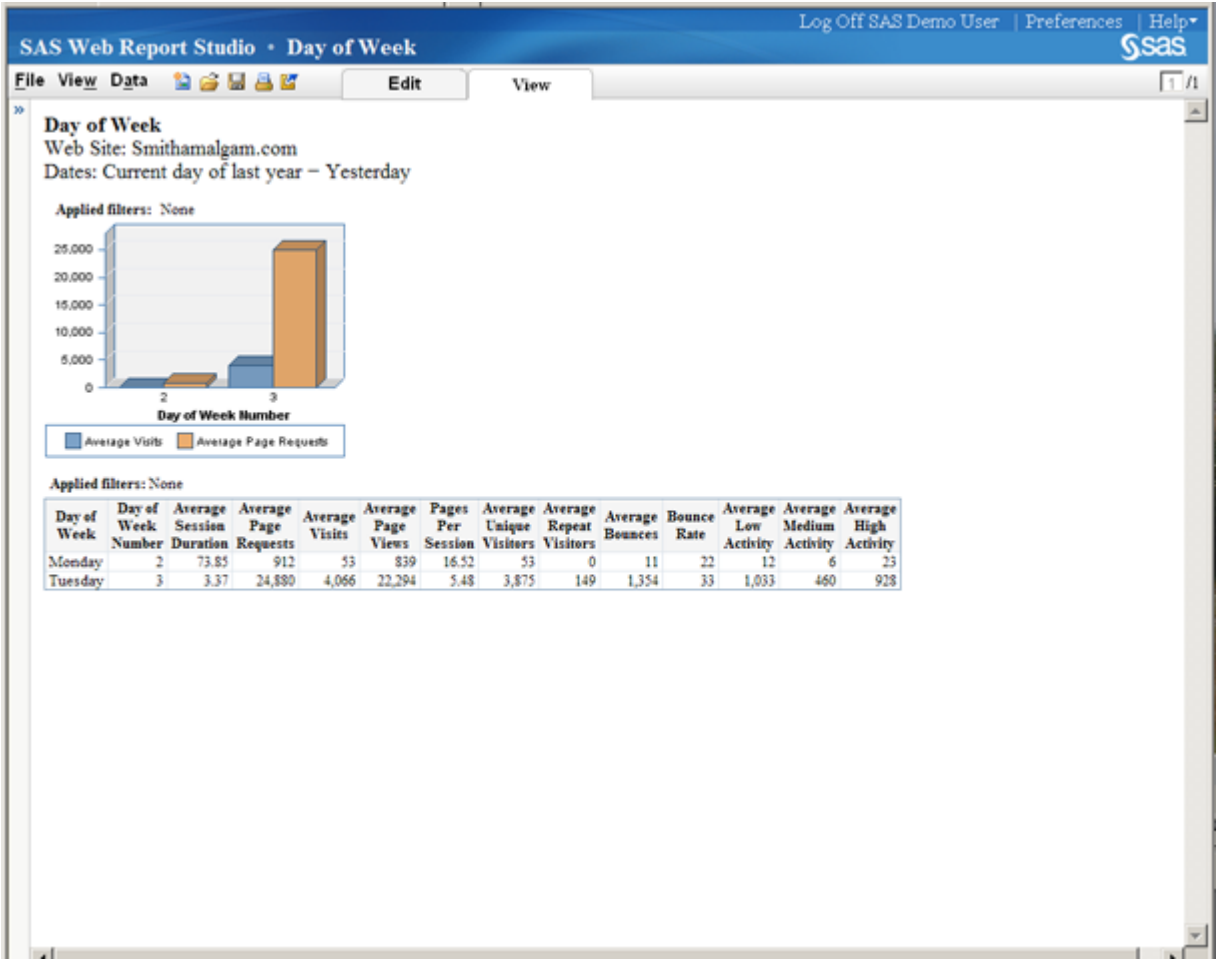 Log Off SAS Demo User | Preferences | Help
SAS Web Report Studio • Day of Week
sas
File View Data Edit View 1 /1
»
Day of Week
Web Site: Smithamalgam.com
Dates: Current day of last year – Yesterday
Applied filters: None
25,000
20,000
15,000
10,000
5,000
0
2 3
Day of Week Number
Average Visits Average Page Requests
Applied filters: None
Day of Week Day of Week Number Average Session Duration Average Page Requests Average Visits Average Page Views Pages Per Session Average Unique Visitors Average Repeat Visitors Average Bounces Bounce Rate Average Low Activity Average Medium Activity Average High Activity
Monday 2 73.85 912 53 839 16.52 53 0 11 22 12 6 23
Tuesday 3 3.37 24,880 4,066 22,294 5.48 3,875 149 1,354 33 1,033 460 928